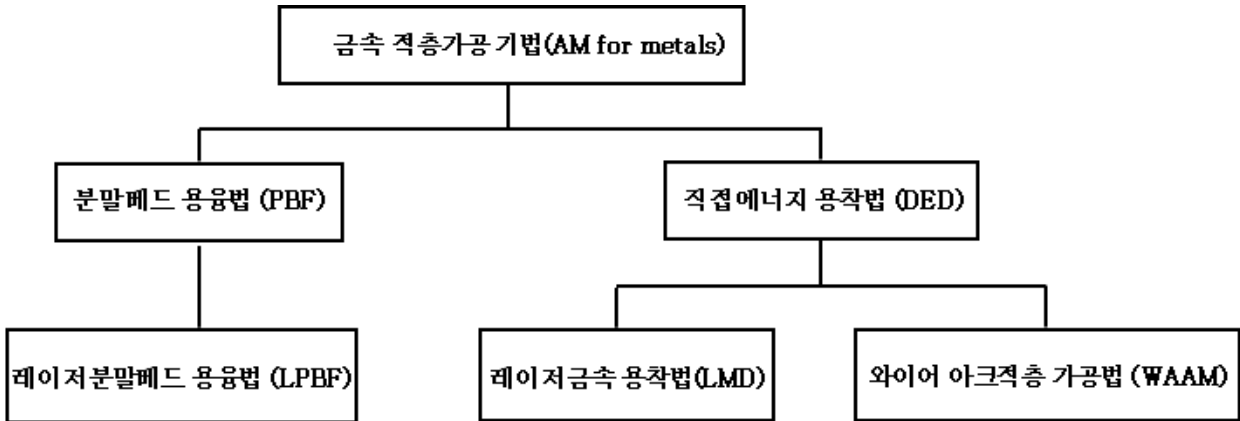 금속 적층가공 기법(AM for metals)
분말베드 용융법 (PBF)
직접에너지 용착법 (DED)
레이저분말베드 용융법 (LPBF)
레이저금속 용착법(LMD)
와이어 아크적층 가공법 (WAAM)